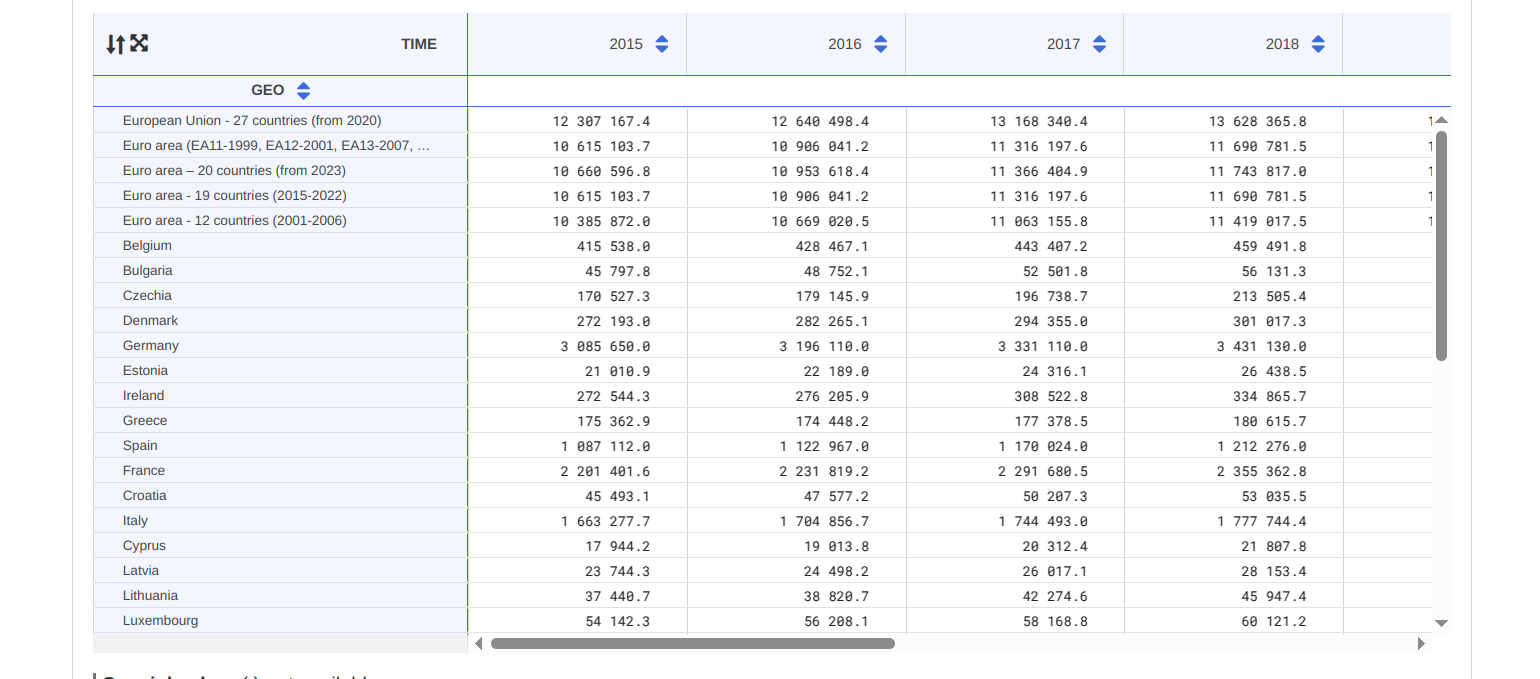 TIME 2015 2016 2017 2018
GEO
European Union - 27 countries (from 2020) 12 307 167.4 12 640 498.4 13 168 340.4 13 628 365.8
Euro area (EA11-1999, EA12-2001, EA13-2007, … 10 615 103.7 10 906 041.2 11 316 197.6 11 690 781.5
Euro area – 20 countries (from 2023) 10 660 596.8 10 953 618.4 11 366 404.9 11 743 817.0
Euro area - 19 countries (2015-2022) 10 615 103.7 10 906 041.2 11 316 197.6 11 690 781.5
Euro area - 12 countries (2001-2006) 10 385 872.0 10 669 020.5 11 063 155.8 11 419 017.5
Belgium 415 538.0 428 467.1 443 407.2 459 491.8
Bulgaria 45 797.8 48 752.1 52 501.8 56 131.3
Czechia 170 527.3 179 145.9 196 738.7 213 505.4
Denmark 272 193.0 282 265.1 294 355.0 301 017.3
Germany 3 085 650.0 3 196 110.0 3 331 110.0 3 431 130.0
Estonia 21 010.9 22 189.0 24 316.1 26 438.5
Ireland 272 544.3 276 205.9 308 522.8 334 865.7
Greece 175 362.9 174 448.2 177 378.5 180 615.7
Spain 1 087 112.0 1 122 967.0 1 170 024.0 1 212 276.0
France 2 201 401.6 2 231 819.2 2 291 680.5 2 355 362.8
Croatia 45 493.1 47 577.2 50 207.3 53 035.5
Italy 1 663 277.7 1 704 856.7 1 744 493.0 1 777 744.4
Cyprus 17 944.2 19 013.8 20 312.4 21 807.8
Latvia 23 744.3 24 498.2 26 017.1 28 153.4
Lithuania 37 440.7 38 820.7 42 274.6 45 947.4
Luxembourg 54 142.3 56 208.1 58 168.8 60 121.2